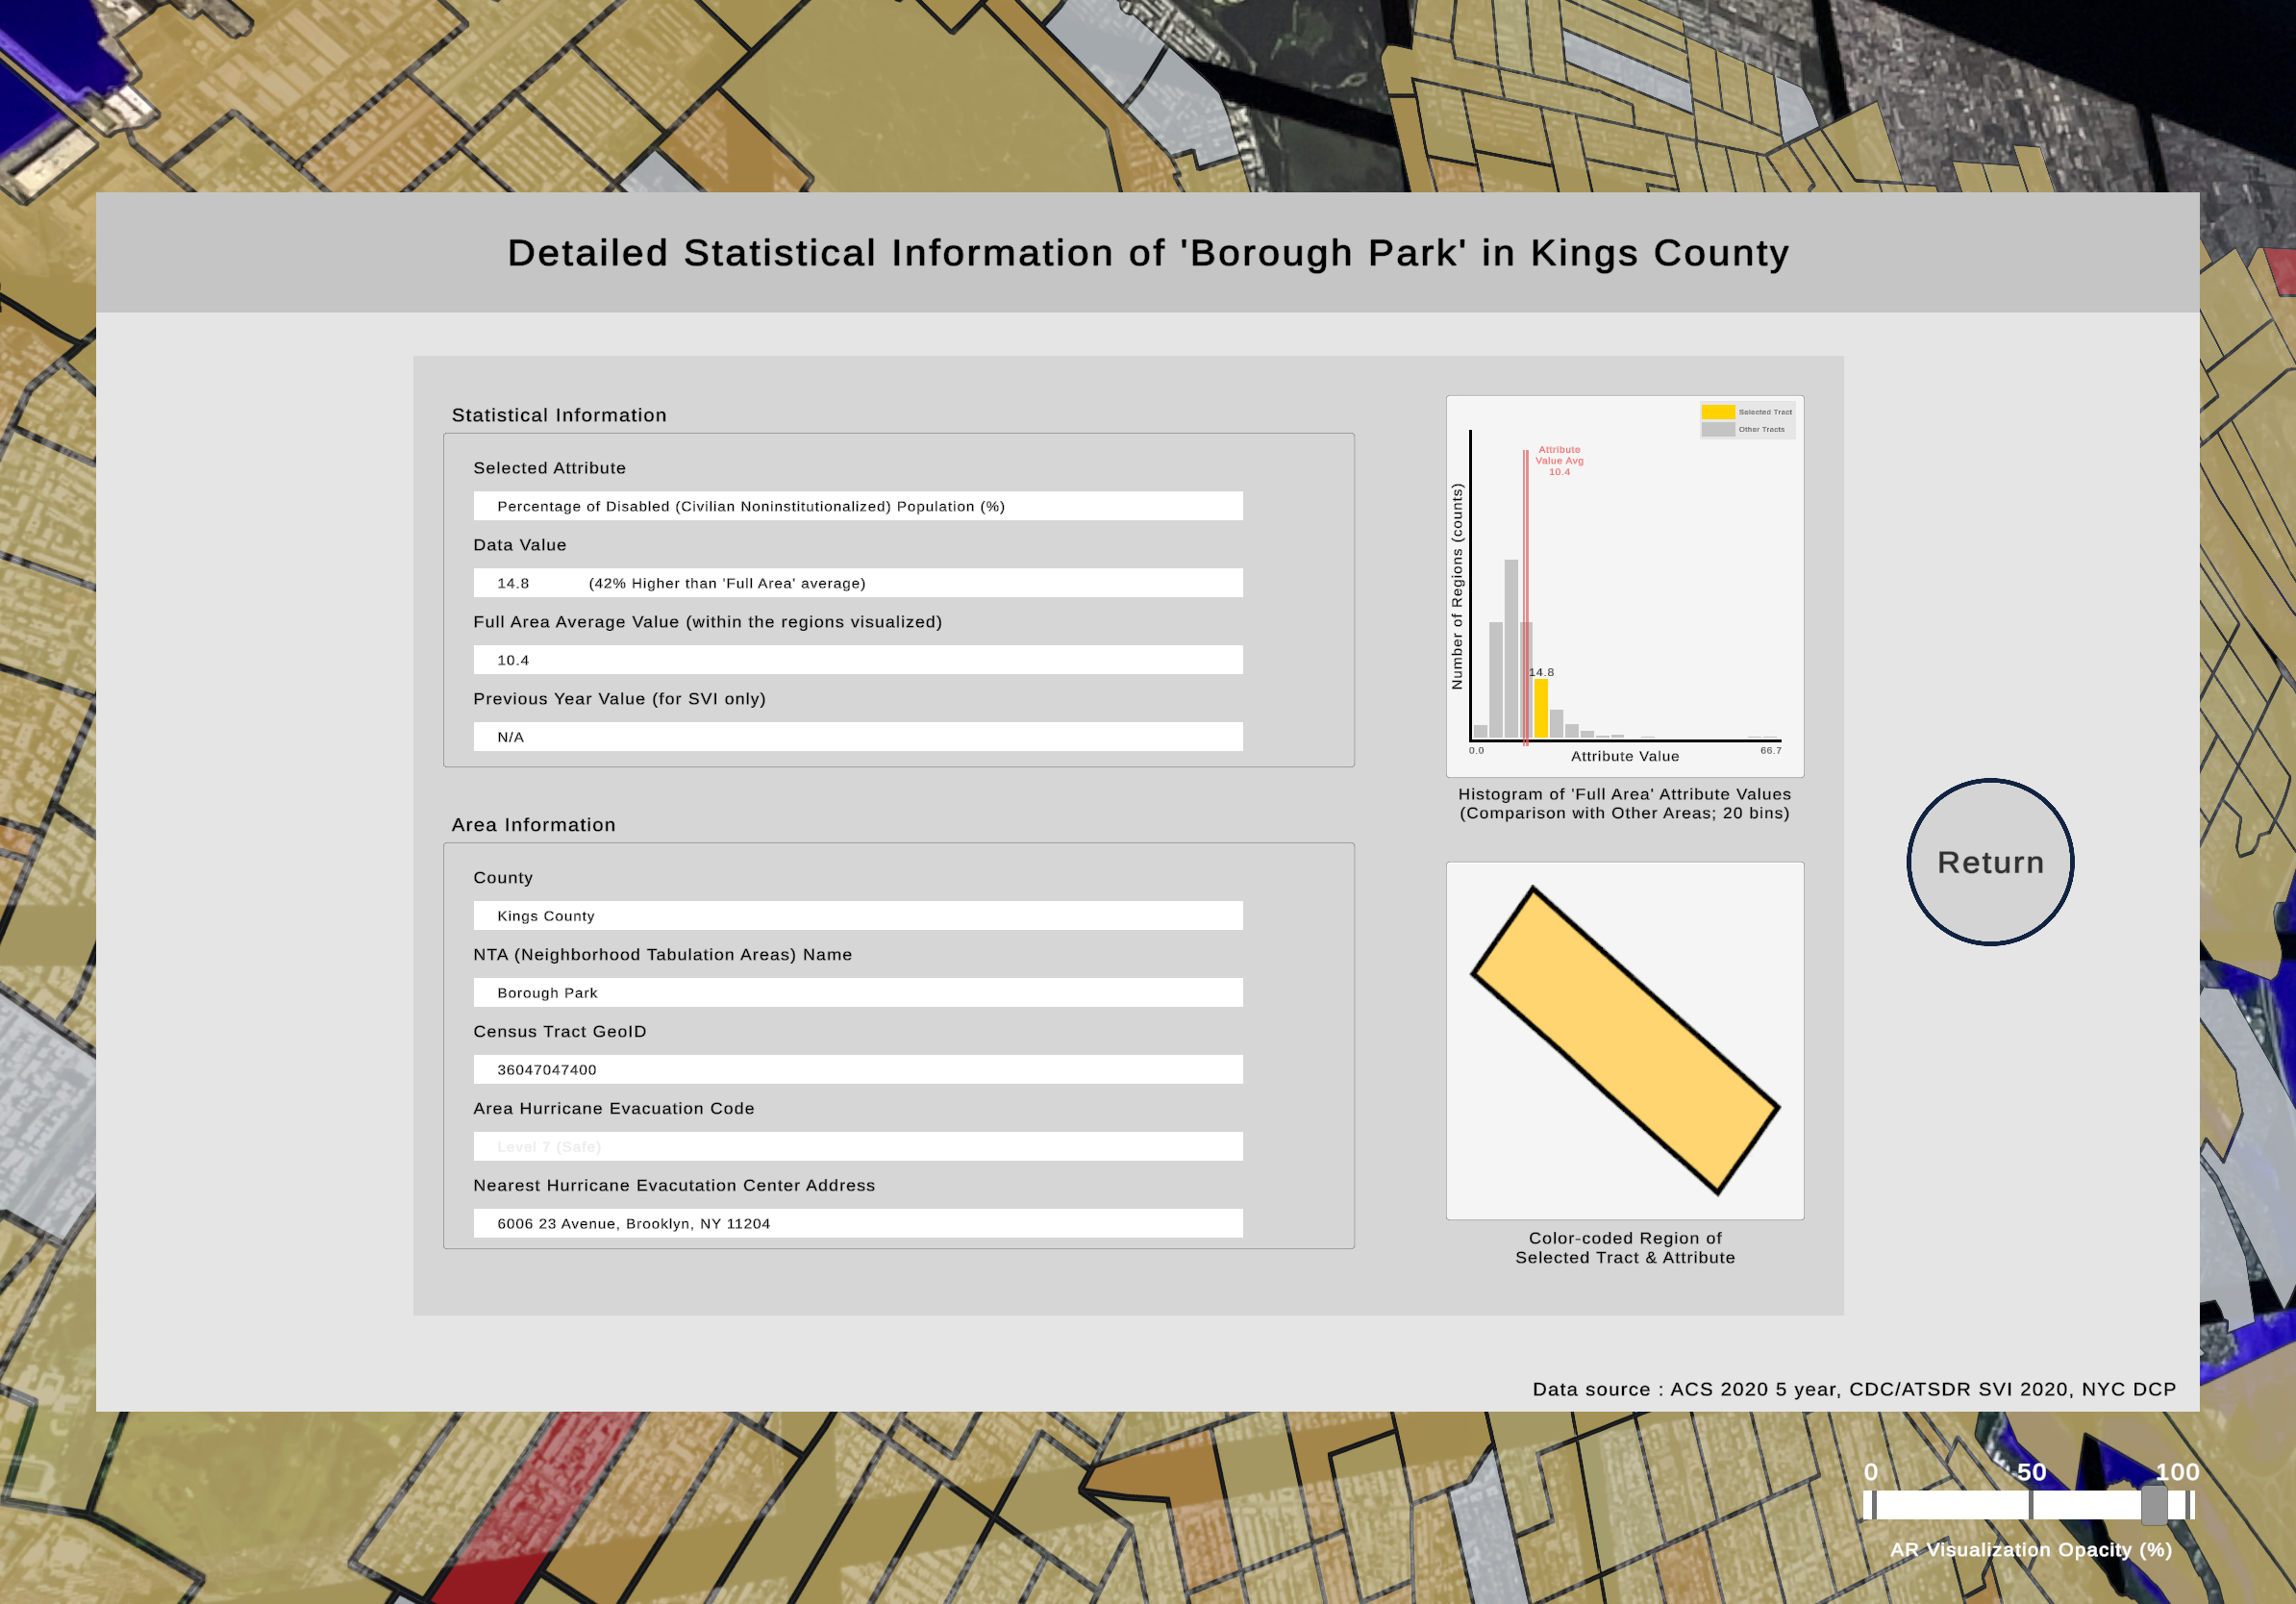 Detailed Statistical Information of 'Borough Park' in Kings County
Statistical Information
Selected Attribute
Percentage of Disabled (Civilian Noninstitutionalized) Population (%)
Data Value
14.8 (42% Higher than 'Full Area' average)
Full Area Average Value (within the regions visualized)
10.4
Previous Year Value (for SVI only)
N/A
Area Information
County
Kings County
NTA (Neighborhood Tabulation Areas) Name
Borough Park
Census Tract GeoID
36047047400
Area Hurricane Evacuation Code
Level 7 (Safe)
Nearest Hurricane Evacutation Center Address
6006 23 Avenue, Brooklyn, NY 11204
Selected Tract
Other Tracts
Attribute
Value Avg
10.4
Number of Regions (counts)
14.8
0.0
66.7
Attribute Value
Histogram of 'Full Area' Attribute Values
(Comparison with Other Areas; 20 bins)
Color-coded Region of
Selected Tract & Attribute
Return
Data source : ACS 2020 5 year, CDC/ATSDR SVI 2020, NYC DCP
0 50 100
AR Visualization Opacity (%)